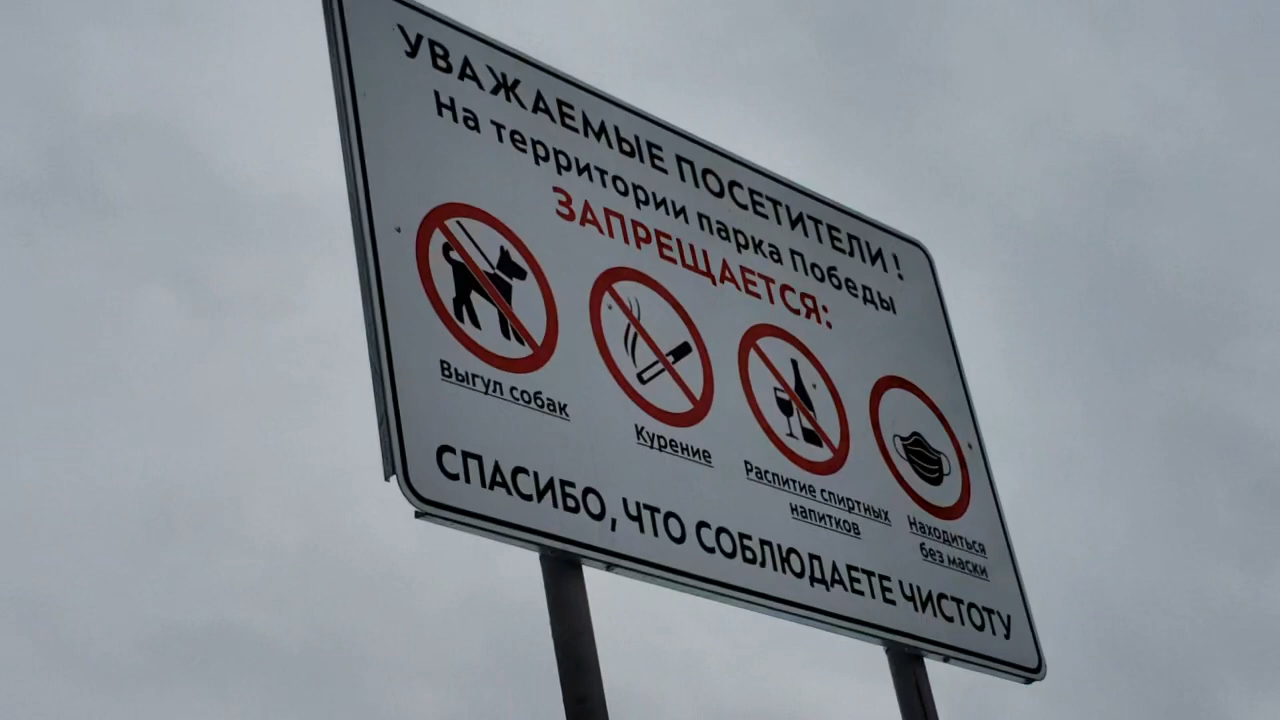 УВАЖАЕМЫЕ ПОСЕТИТЕЛИ!
На территории парка Победы
ЗАПРЕЩАЕТСЯ:
Выгул собак
Курение
Распитие спиртных
напитков
Находиться
без маски
СПАСИБО, ЧТО СОБЛЮДАЕТЕ ЧИСТОТУ